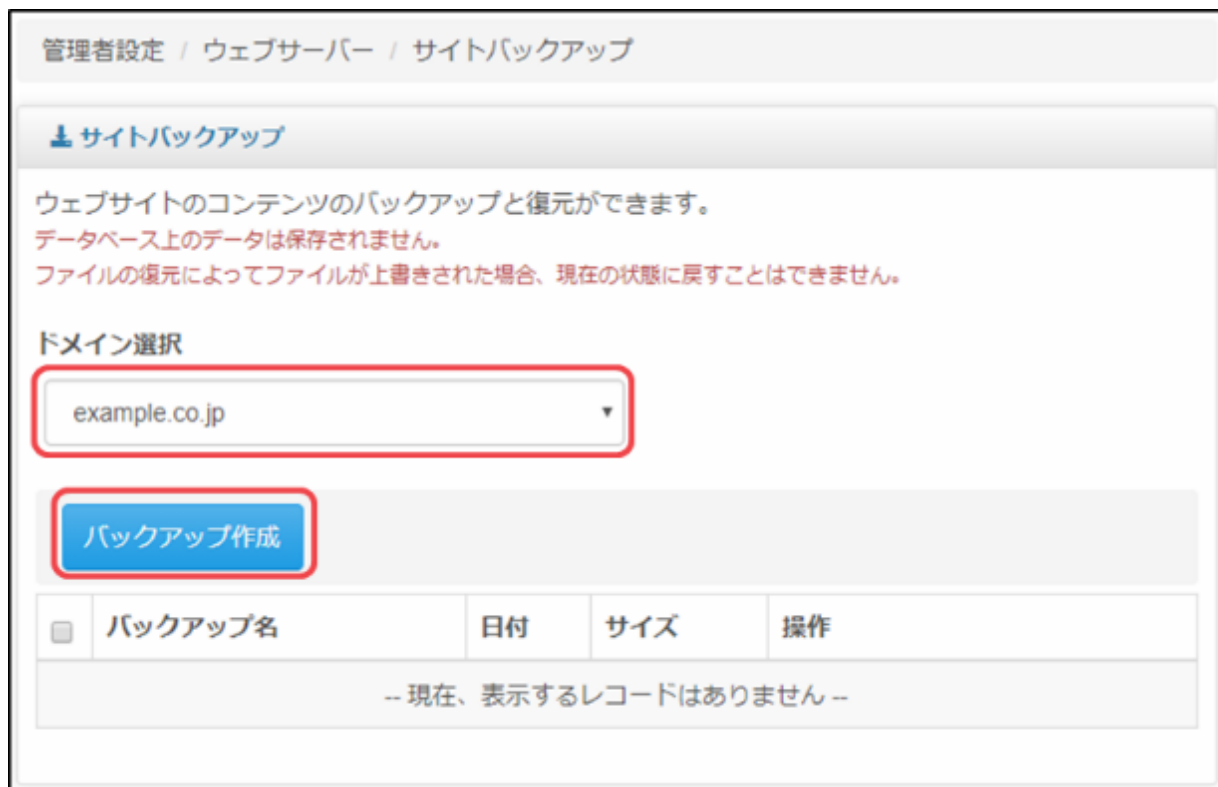 管理者設定 / ウェブサーバー / サイトバックアップ
サイトバックアップ
ウェブサイトのコンテンツのバックアップと復元ができます。
データベース上のデータは保存されません。
ファイルの復元によってファイルが上書きされた場合、現在の状態に戻すことはできません。
ドメイン選択
example.co.jp
バックアップ作成
バックアップ名 日付 サイズ 操作
-- 現在、表示するレコードはありません --